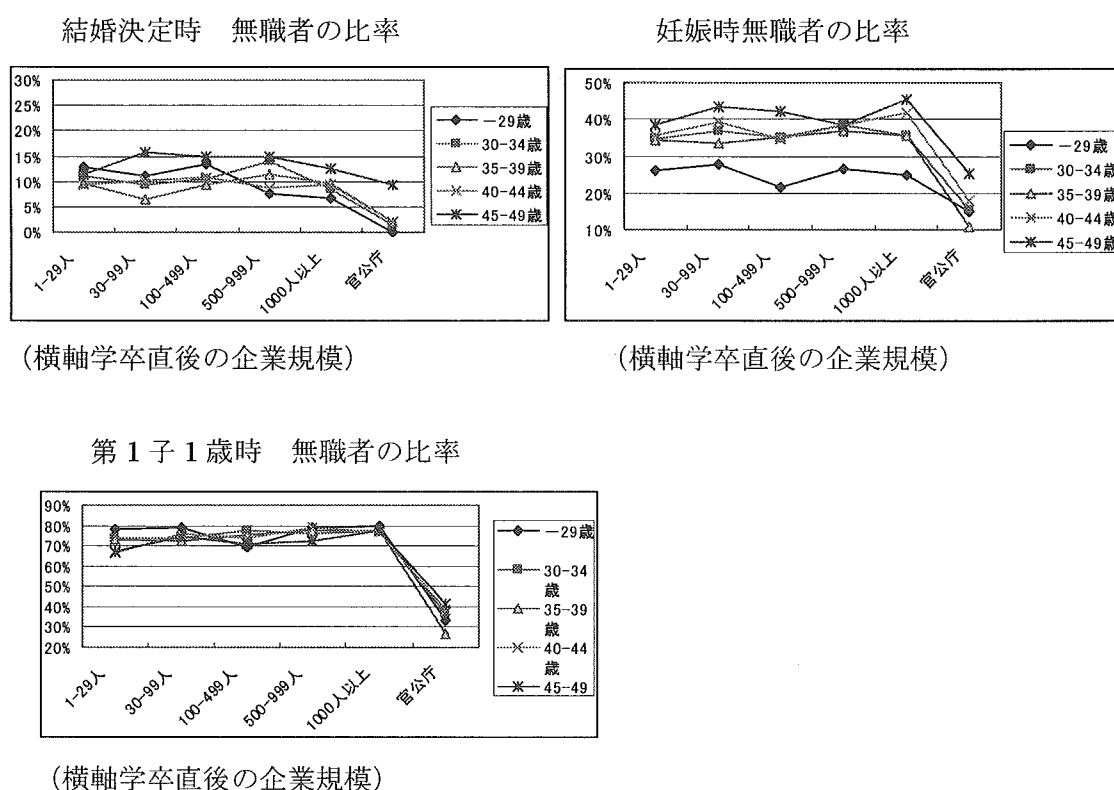 結婚決定時 無職者の比率
30%
25%
20%
15%
10%
5%
0%
1-29人
30-99人
100-499人
500-999人
1000人以上
官公庁
-29歳
30-34歳
35-39歳
40-44歳
45-49歳
(横軸学卒直後の企業規模)
妊娠時無職者の比率
50%
40%
30%
20%
10%
1-29人
30-99人
100-499人
500-999人
1000人以上
官公庁
-29歳
30-34歳
35-39歳
40-44歳
45-49歳
(横軸学卒直後の企業規模)
第1子1歳時 無職者の比率
90%
80%
70%
60%
50%
40%
30%
20%
1-29人
30-99人
100-499人
500-999人
1000人以上
官公庁
-29歳
30-34
歳
35-39
歳
40-44
歳
45-49
(横軸学卒直後の企業規模)